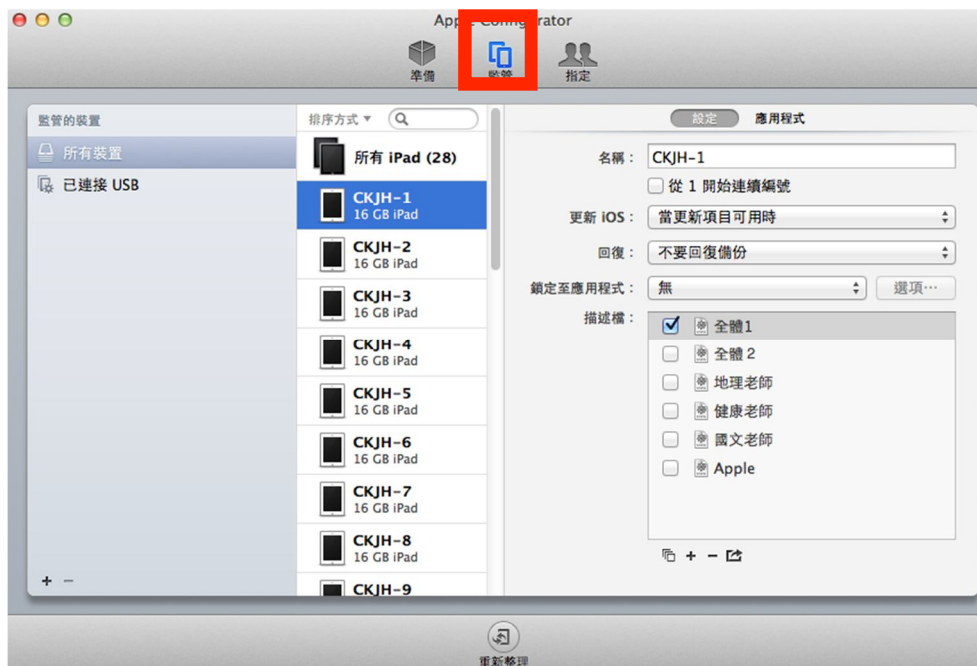 Apple Configurator
準備
監管
指定
監管的裝置
所有裝置
已連接 USB
排序方式
所有 iPad (28)
CKJH-1
16 GB iPad
CKJH-2
16 GB iPad
CKJH-3
16 GB iPad
CKJH-4
16 GB iPad
CKJH-5
16 GB iPad
CKJH-6
16 GB iPad
CKJH-7
16 GB iPad
CKJH-8
16 GB iPad
CKJH-9
設定
應用程式
名稱：
CKJH-1
從 1 開始連續編號
更新 iOS：
當更新項目可用時
回復：
不要回復備份
鎖定至應用程式：
無
選項…
描述檔：
全體1
全體 2
地理老師
健康老師
國文老師
Apple
重新整理